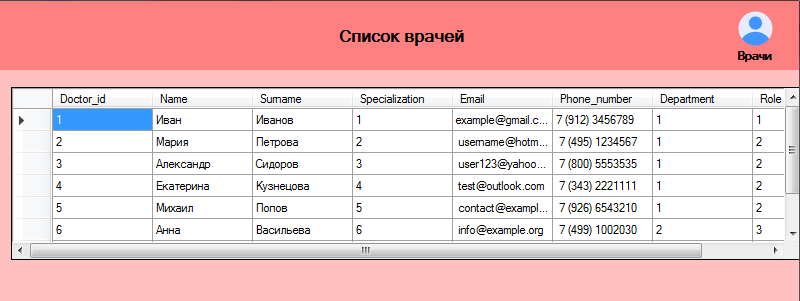 Список врачей
Врачи
Doctor_id Name Surname Specialization Email Phone_number Department Role
1 Иван Иванов 1 example@gmail.c... 7 (912) 3456789 1 1
2 Мария Петрова 2 username@hotm... 7 (495) 1234567 1 2
3 Александр Сидоров 3 user123@yahoo... 7 (800) 5553535 1 2
4 Екатерина Кузнецова 4 test@outlook.com 7 (343) 2221111 1 2
5 Михаил Попов 5 contact@exampl... 7 (926) 6543210 1 2
6 Анна Васильева 6 info@example.org 7 (499) 1002030 2 3